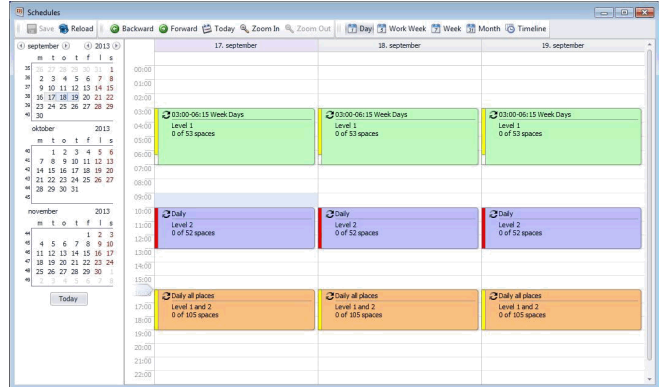 Schedules
Save Reload Backward Forward Today Zoom In Zoom Out Day Work Week Week Month Timeline
september 2013
m t o t f l s
35 26 27 28 29 30 31 1
36 2 3 4 5 6 7 8
37 9 10 11 12 13 14 15
38 16 17 18 19 20 21 22
39 23 24 25 26 27 28 29
40 30
oktober 2013
m t o t f l s
40 1 2 3 4 5 6
41 7 8 9 10 11 12 13
42 14 15 16 17 18 19 20
43 21 22 23 24 25 26 27
44 28 29 30 31
45
november 2013
m t o t f l s
44 1 2 3
45 4 5 6 7 8 9 10
46 11 12 13 14 15 16 17
47 18 19 20 21 22 23 24
48 25 26 27 28 29 30 1
49 2 3 4 5 6 7 8
Today
17. september 18. september 19. september
00:00
01:00
02:00
03:00 03:00-06:15 Week Days 03:00-06:15 Week Days 03:00-06:15 Week Days
04:00 Level 1 Level 1 Level 1
0 of 53 spaces 0 of 53 spaces 0 of 53 spaces
05:00
06:00
07:00
08:00
09:00
10:00 Daily Daily Daily
11:00 Level 2 Level 2 Level 2
0 of 52 spaces 0 of 52 spaces 0 of 52 spaces
12:00
13:00
14:00
15:00
Daily all places Daily all places Daily all places
17:00 Level 1 and 2 Level 1 and 2 Level 1 and 2
0 of 105 spaces 0 of 105 spaces 0 of 105 spaces
18:00
19:00
20:00
21:00
22:00